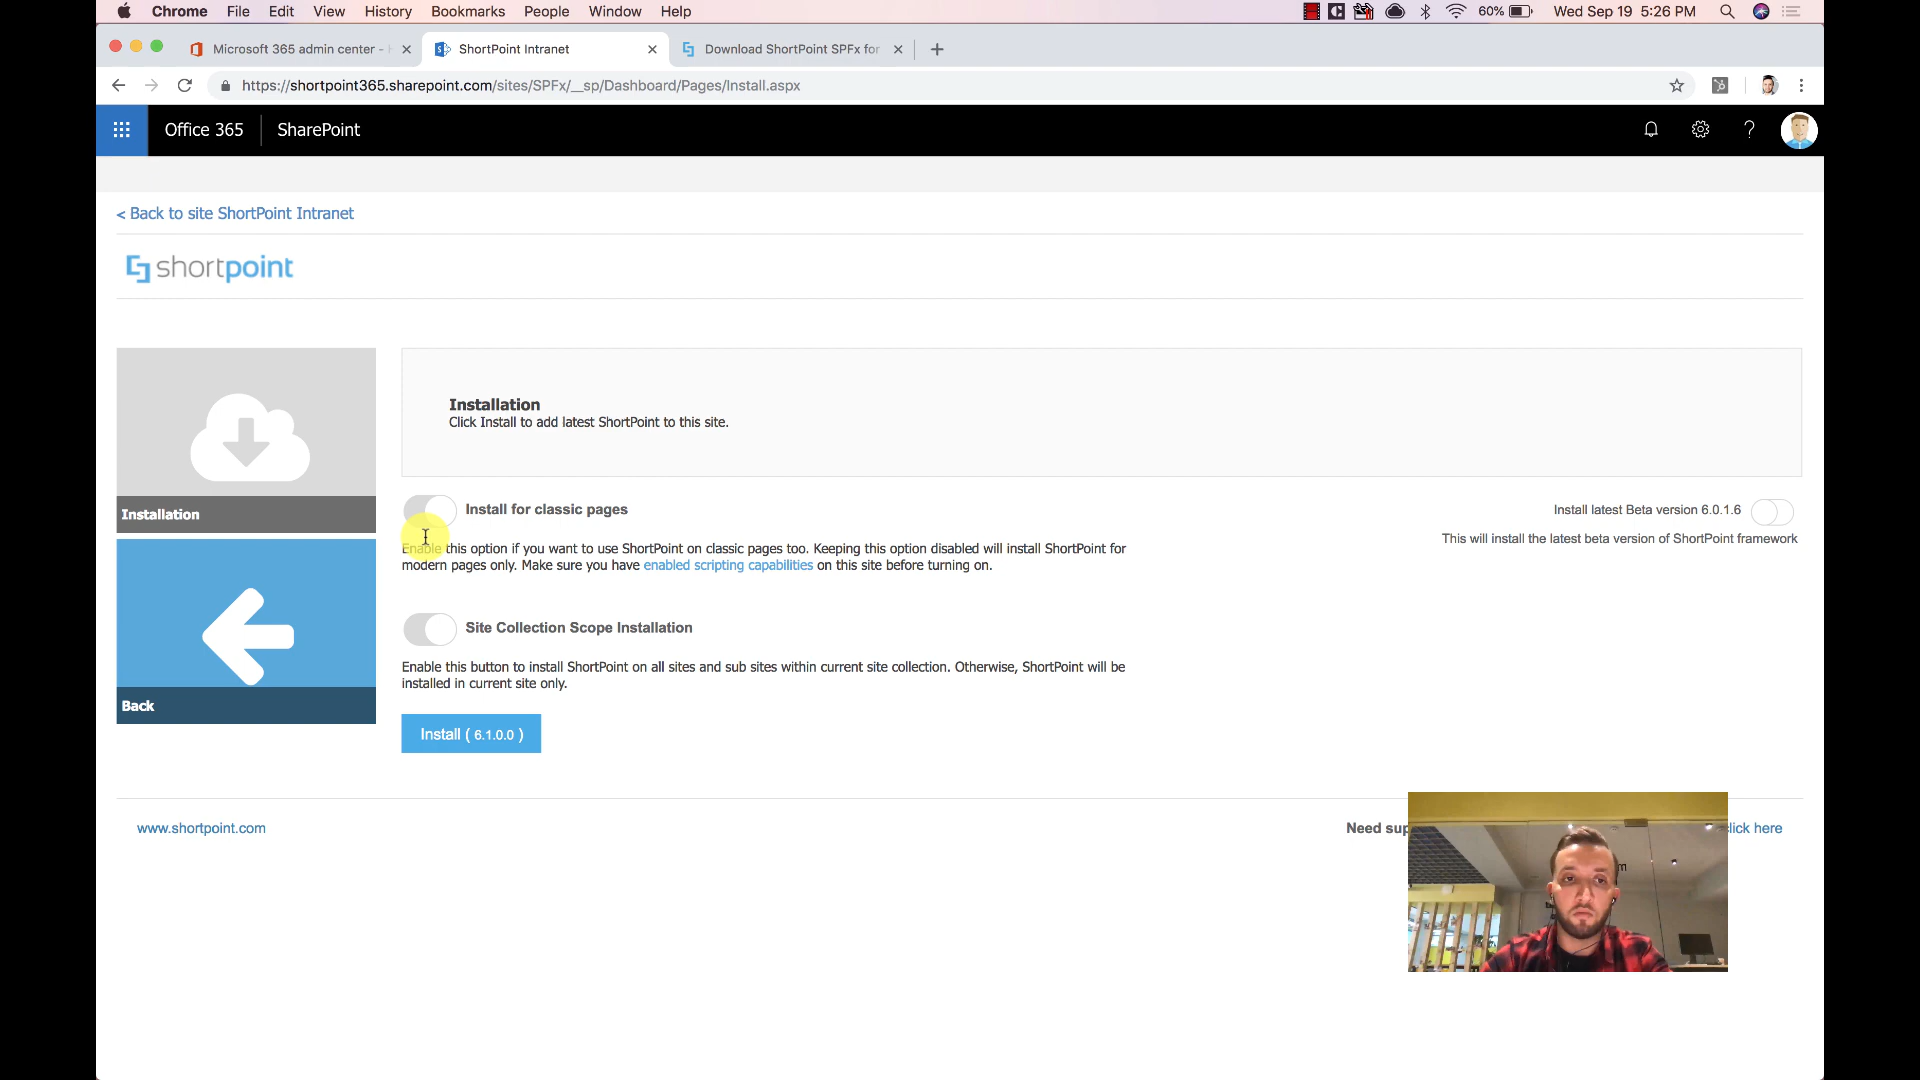 Chrome File Edit View History Bookmarks People Window Help
60% Wed Sep 19 5:26 PM
Microsoft 365 admin center -
ShortPoint Intranet
Download ShortPoint SPFx for
https://shortpoint365.sharepoint.com/sites/SPFx/__sp/Dashboard/Pages/Install.aspx
Office 365
SharePoint
< Back to site ShortPoint Intranet
shortpoint
Installation
Click Install to add latest ShortPoint to this site.
Installation
Back
Install for classic pages
Enable this option if you want to use ShortPoint on classic pages too. Keeping this option disabled will install ShortPoint for
modern pages only. Make sure you have enabled scripting capabilities on this site before turning on.
Install latest Beta version 6.0.1.6
This will install the latest beta version of ShortPoint framework
Site Collection Scope Installation
Enable this button to install ShortPoint on all sites and sub sites within current site collection. Otherwise, ShortPoint will be
installed in current site only.
Install ( 6.1.0.0 )
www.shortpoint.com
Need sup
click here